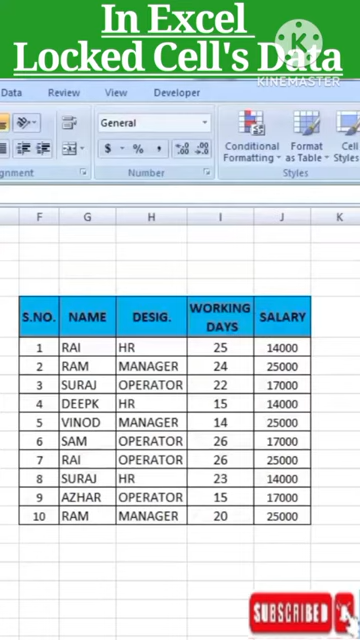 In Excel
Locked Cell's Data
KINEMASTER
Data Review View Developer
General
$ % ,
Conditional Formatting
Format as Table
Cell Styles
Number
Styles
F G H I J K
S.NO. NAME DESIG. WORKING DAYS SALARY
1 RAI HR 25 14000
2 RAM MANAGER 24 25000
3 SURAJ OPERATOR 22 17000
4 DEEPK HR 15 14000
5 VINOD MANAGER 14 25000
6 SAM OPERATOR 26 17000
7 RAI OPERATOR 26 25000
8 SURAJ HR 23 14000
9 AZHAR OPERATOR 15 17000
10 RAM MANAGER 20 25000
SUBSCRIBED